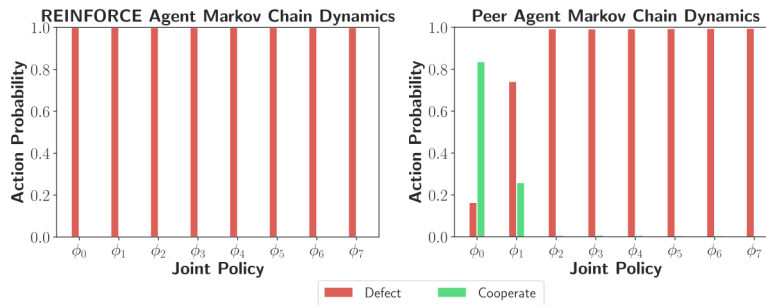 REINFORCE Agent Markov Chain Dynamics
Action Probability
1.0
0.8
0.6
0.4
0.2
0.0
ϕ0 ϕ1 ϕ2 ϕ3 ϕ4 ϕ5 ϕ6 ϕ7
Joint Policy
Peer Agent Markov Chain Dynamics
Action Probability
1.0
0.8
0.6
0.4
0.2
0.0
ϕ0 ϕ1 ϕ2 ϕ3 ϕ4 ϕ5 ϕ6 ϕ7
Joint Policy
Defect Cooperate